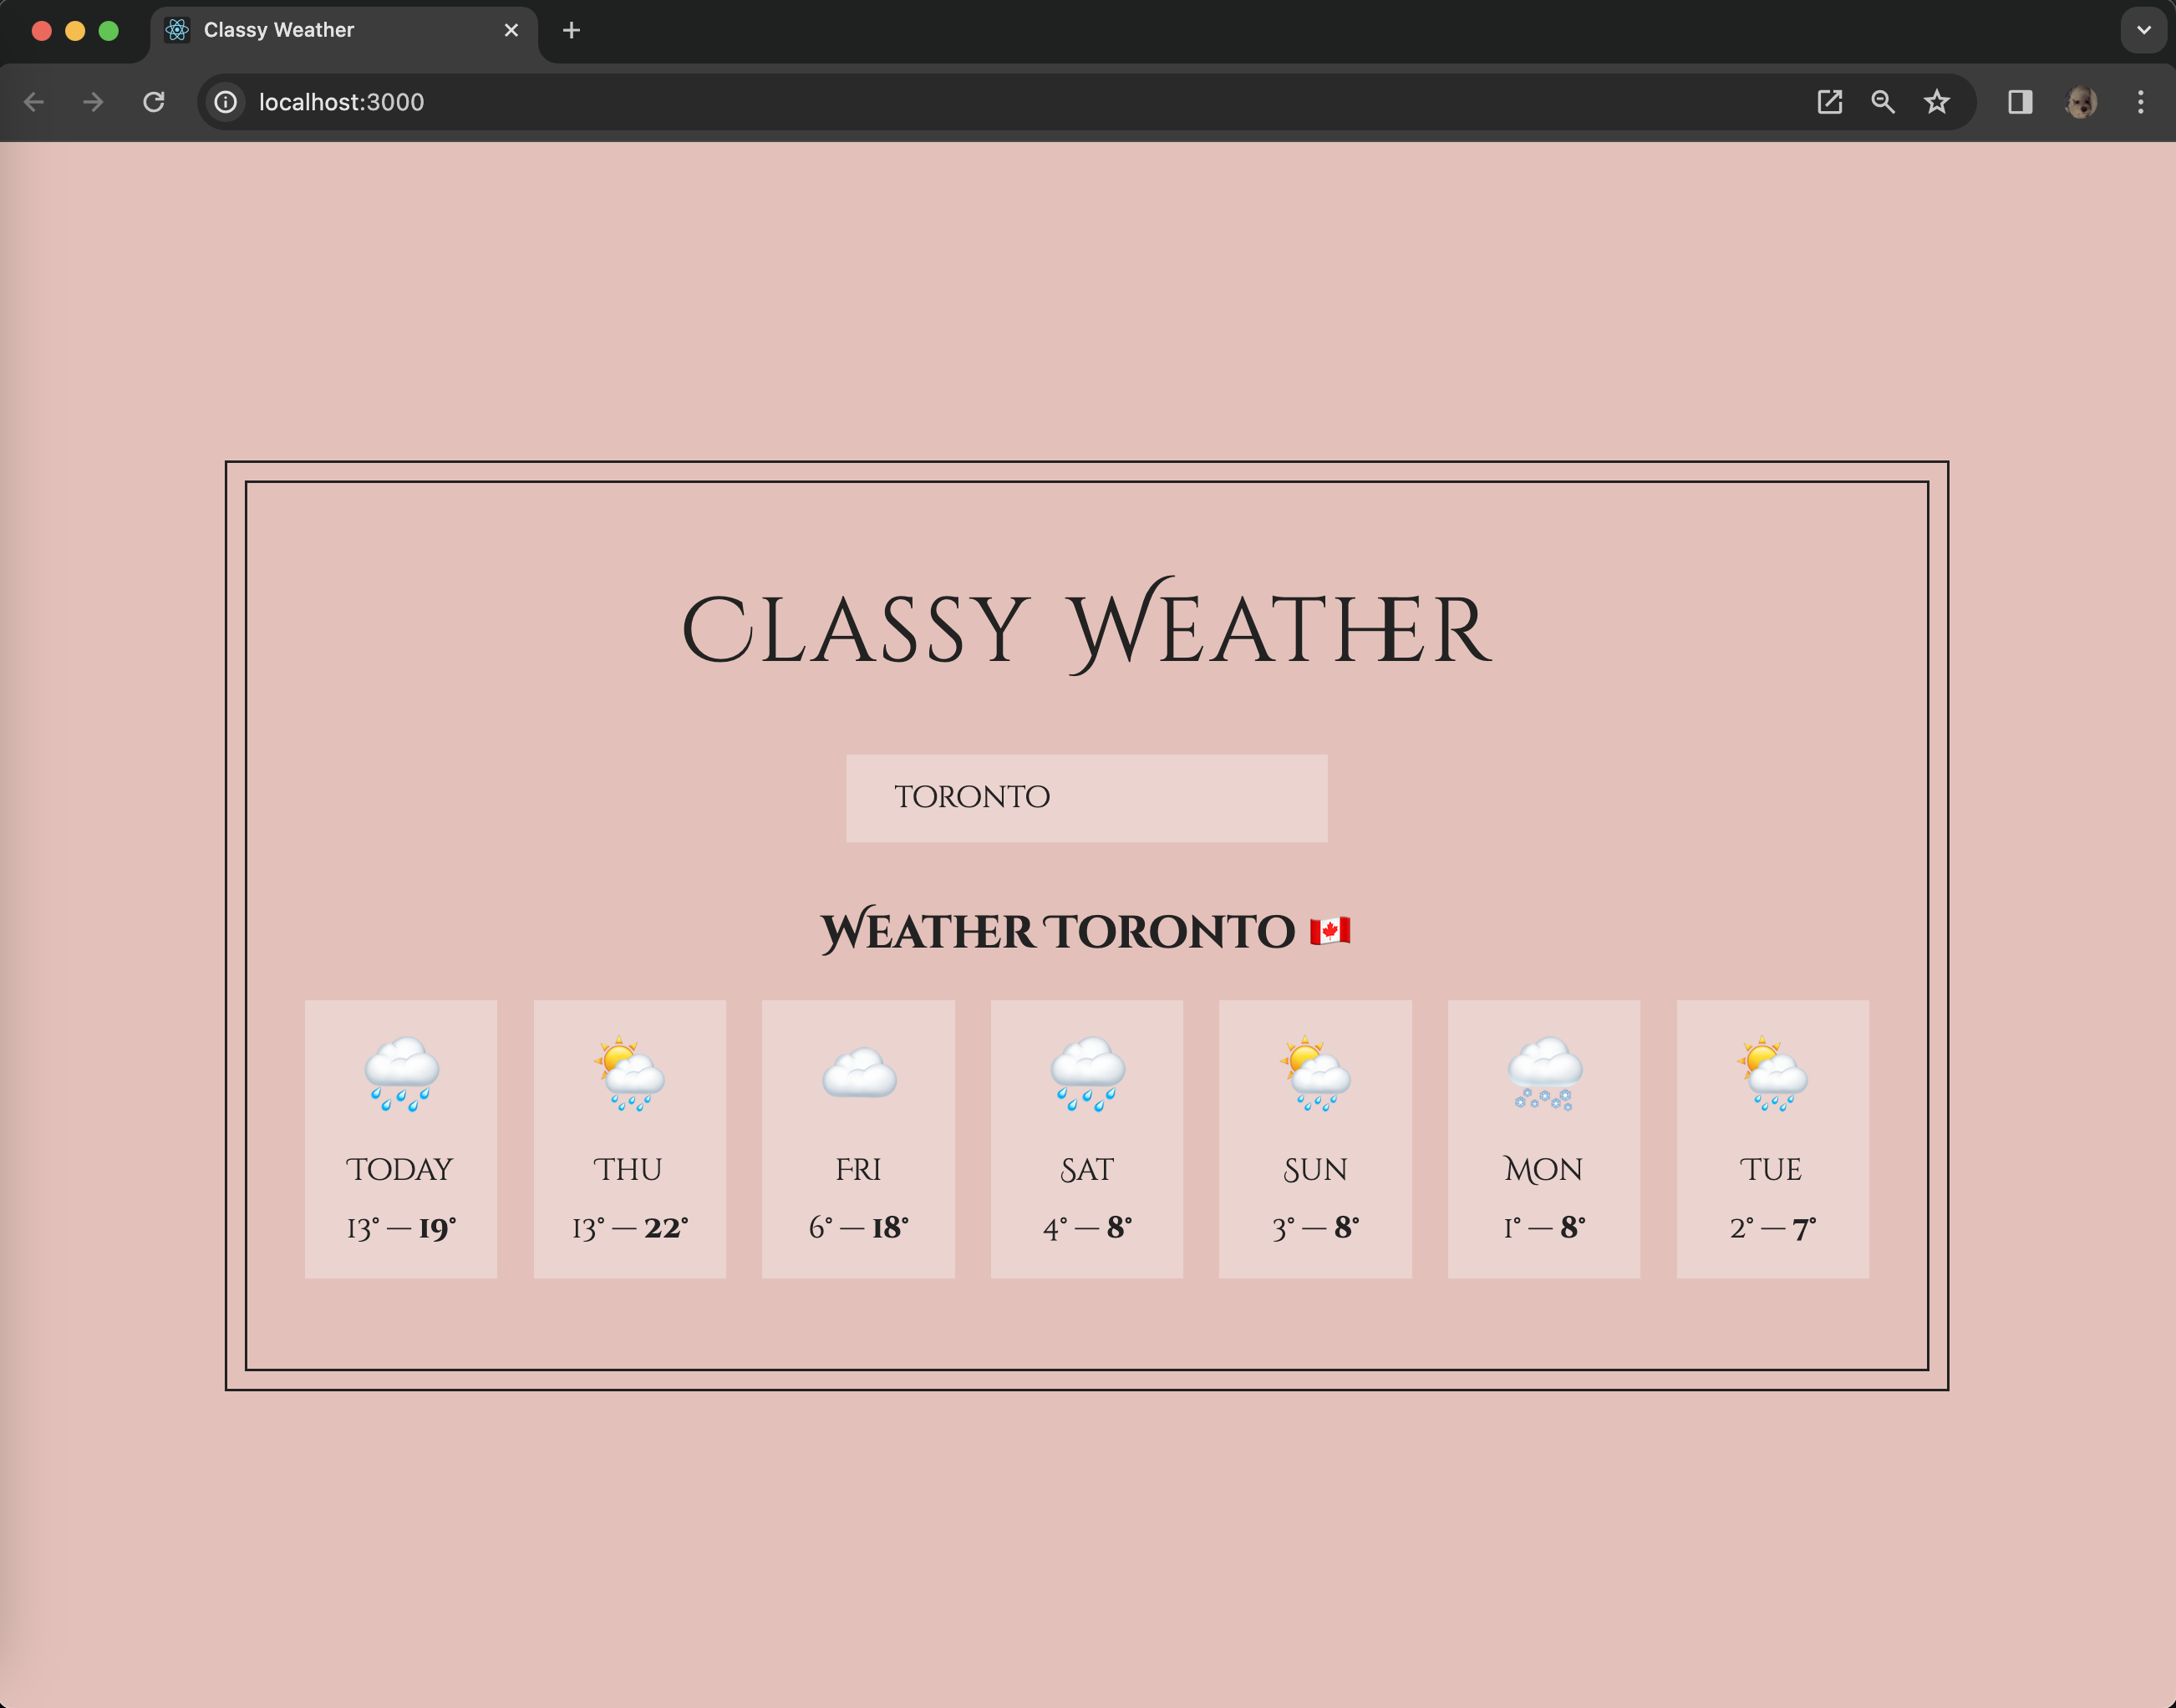 Classy Weather
localhost:3000
CLASSY WEATHER
TORONTO
WEATHER TORONTO 🇨🇦
TODAY THU FRI SAT SUN MON TUE
13° — 19° 13° — 22° 6° — 18° 4° — 8° 3° — 8° 1° — 8° 2° — 7°